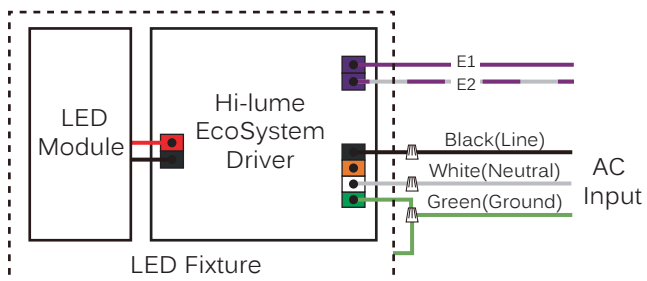 LED
Module
Hi-lume
EcoSystem
Driver
E1
E2
Black(Line)
White(Neutral)
Green(Ground)
AC
Input
LED Fixture